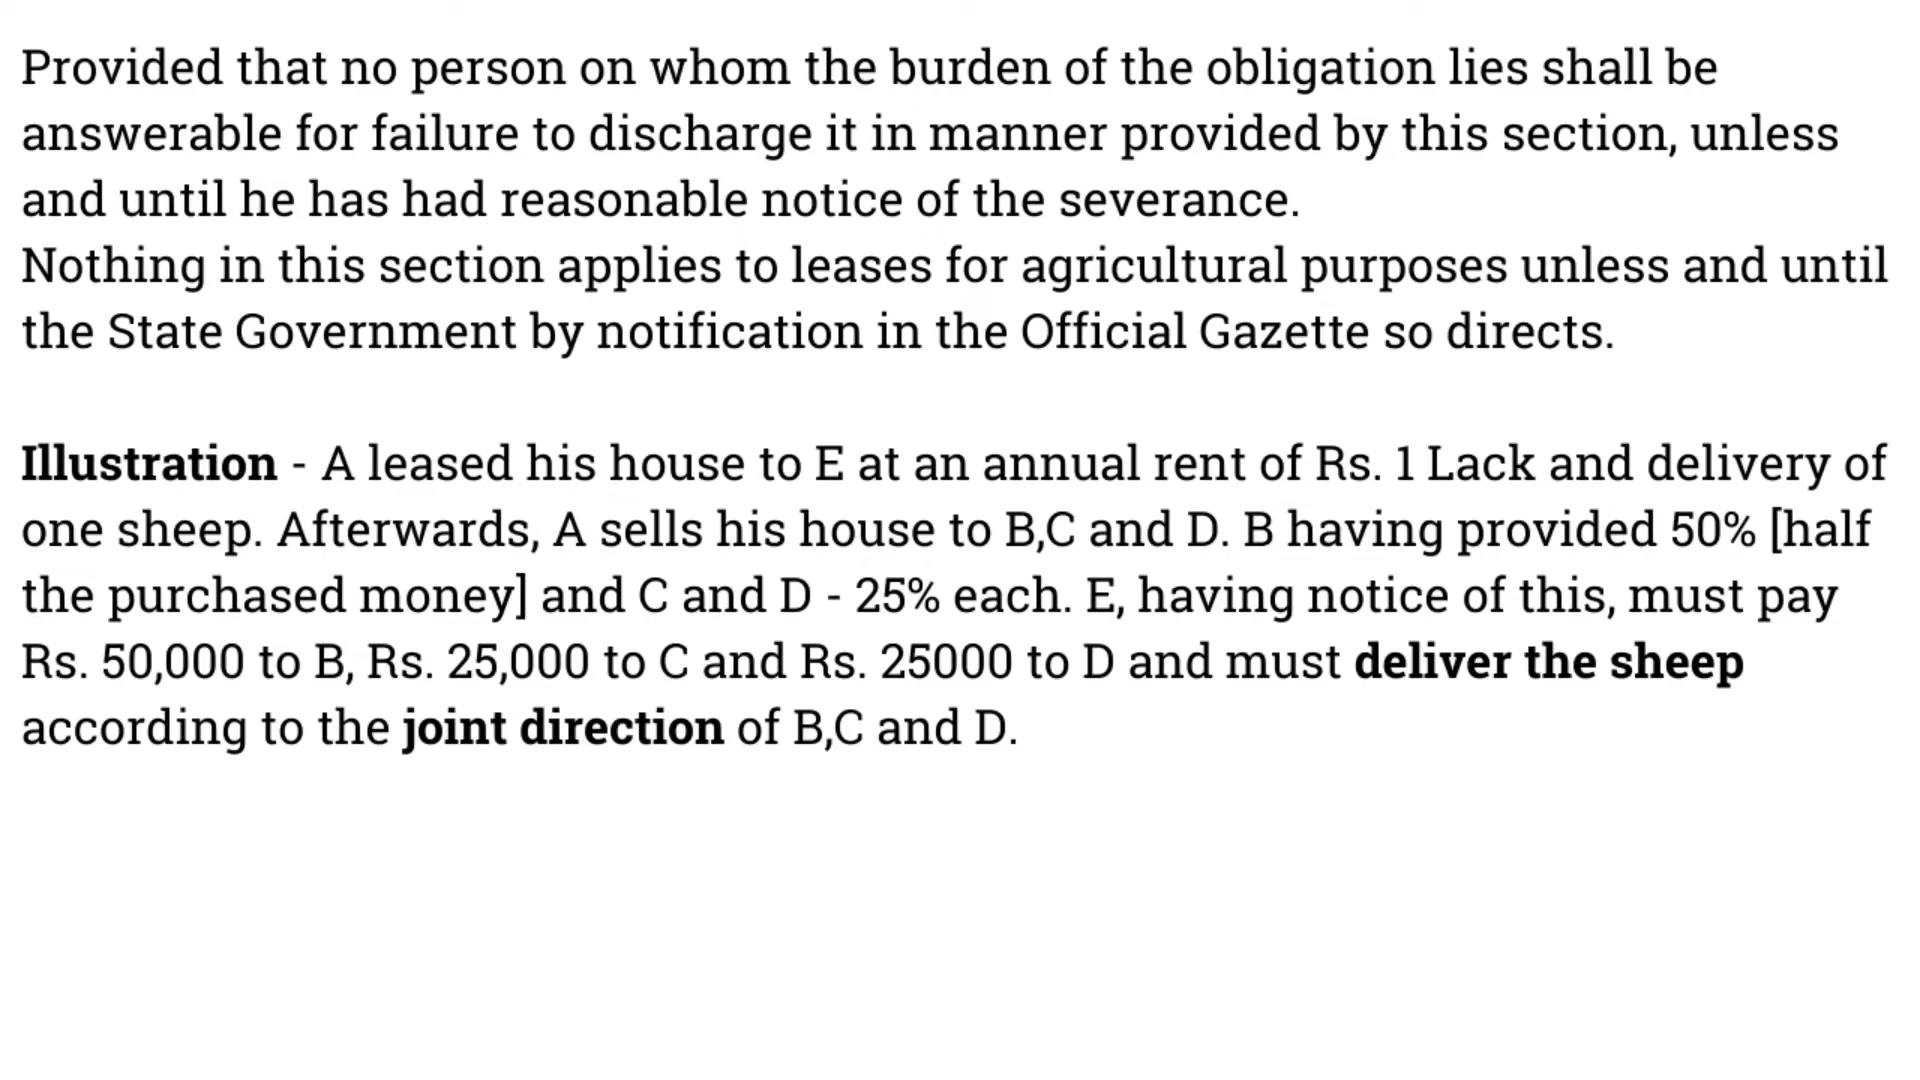 Provided that no person on whom the burden of the obligation lies shall be
answerable for failure to discharge it in manner provided by this section, unless
and until he has had reasonable notice of the severance.
Nothing in this section applies to leases for agricultural purposes unless and until
the State Government by notification in the Official Gazette so directs.
Illustration - A leased his house to E at an annual rent of Rs. 1 Lack and delivery of
one sheep. Afterwards, A sells his house to B,C and D. B having provided 50% [half
the purchased money] and C and D - 25% each. E, having notice of this, must pay
Rs. 50,000 to B, Rs. 25,000 to C and Rs. 25000 to D and must deliver the sheep
according to the joint direction of B,C and D.